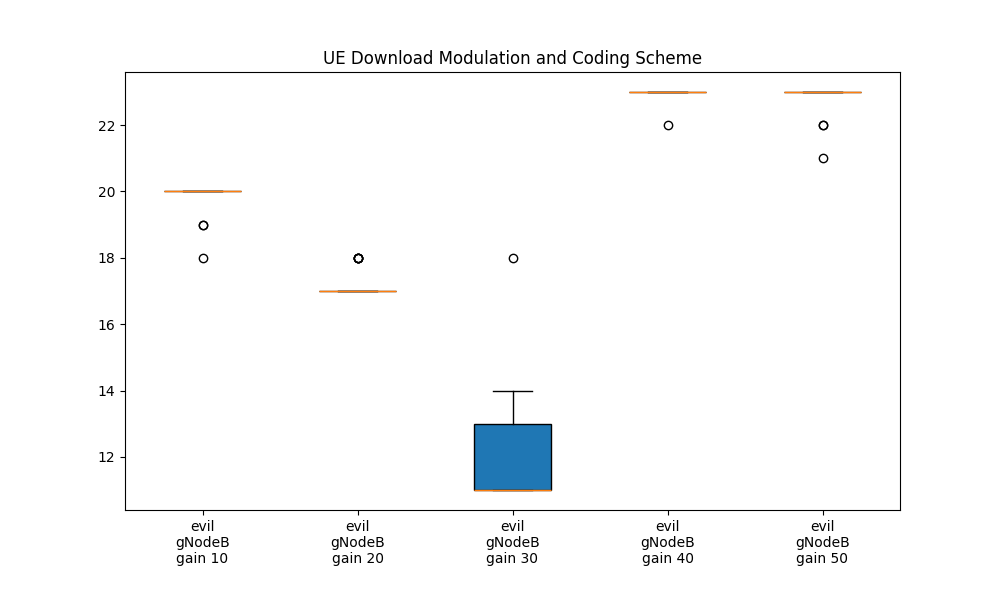 UE Download Modulation and Coding Scheme
22
20
18
16
14
12
evil
gNodeB
gain 10
evil
gNodeB
gain 20
evil
gNodeB
gain 30
evil
gNodeB
gain 40
evil
gNodeB
gain 50